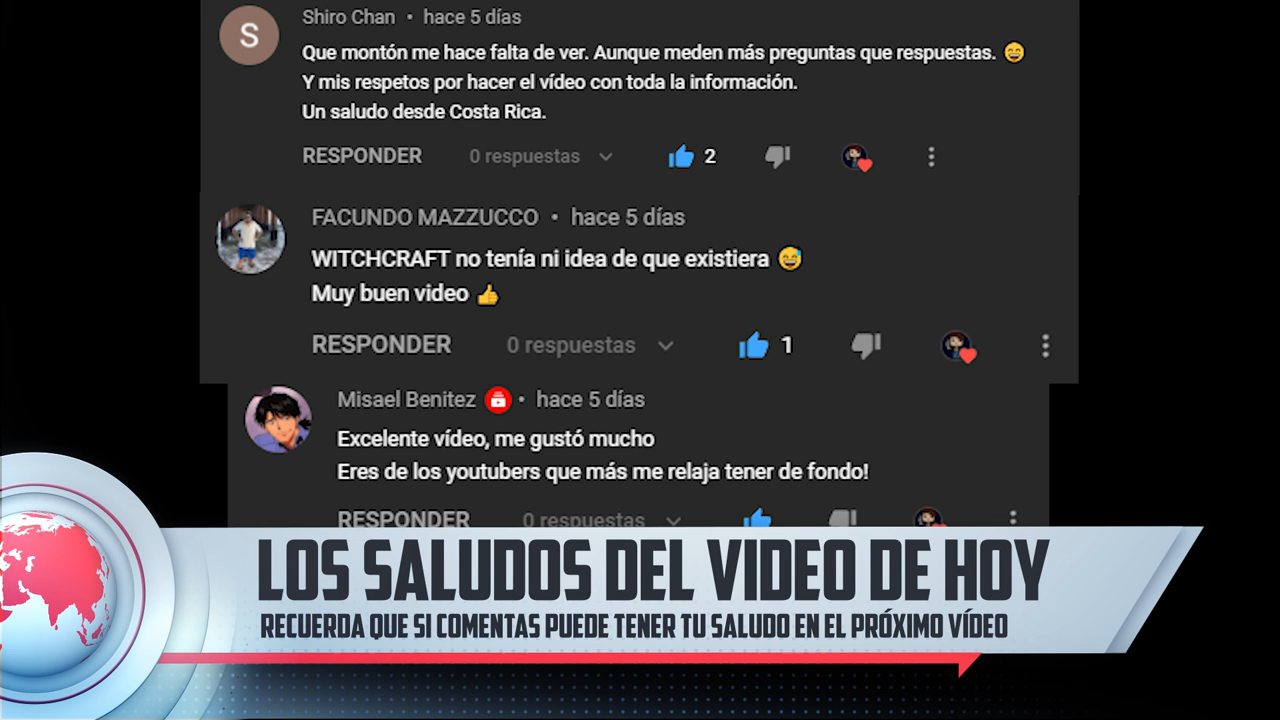 S
Shiro Chan • hace 5 días
Que montón me hace falta de ver. Aunque meden más preguntas que respuestas. 😅
Y mis respetos por hacer el vídeo con toda la información.
Un saludo desde Costa Rica.
RESPONDER 0 respuestas 2
FACUNDO MAZZUCCO • hace 5 días
WITCHCRAFT no tenía ni idea de que existiera 😅
Muy buen video 👍
RESPONDER 0 respuestas 1
Misael Benitez • hace 5 días
Excelente vídeo, me gustó mucho
Eres de los youtubers que más me relaja tener de fondo!
RESPONDER 0 respuestas
LOS SALUDOS DEL VIDEO DE HOY
RECUERDA QUE SI COMENTAS PUEDE TENER TU SALUDO EN EL PRÓXIMO VÍDEO